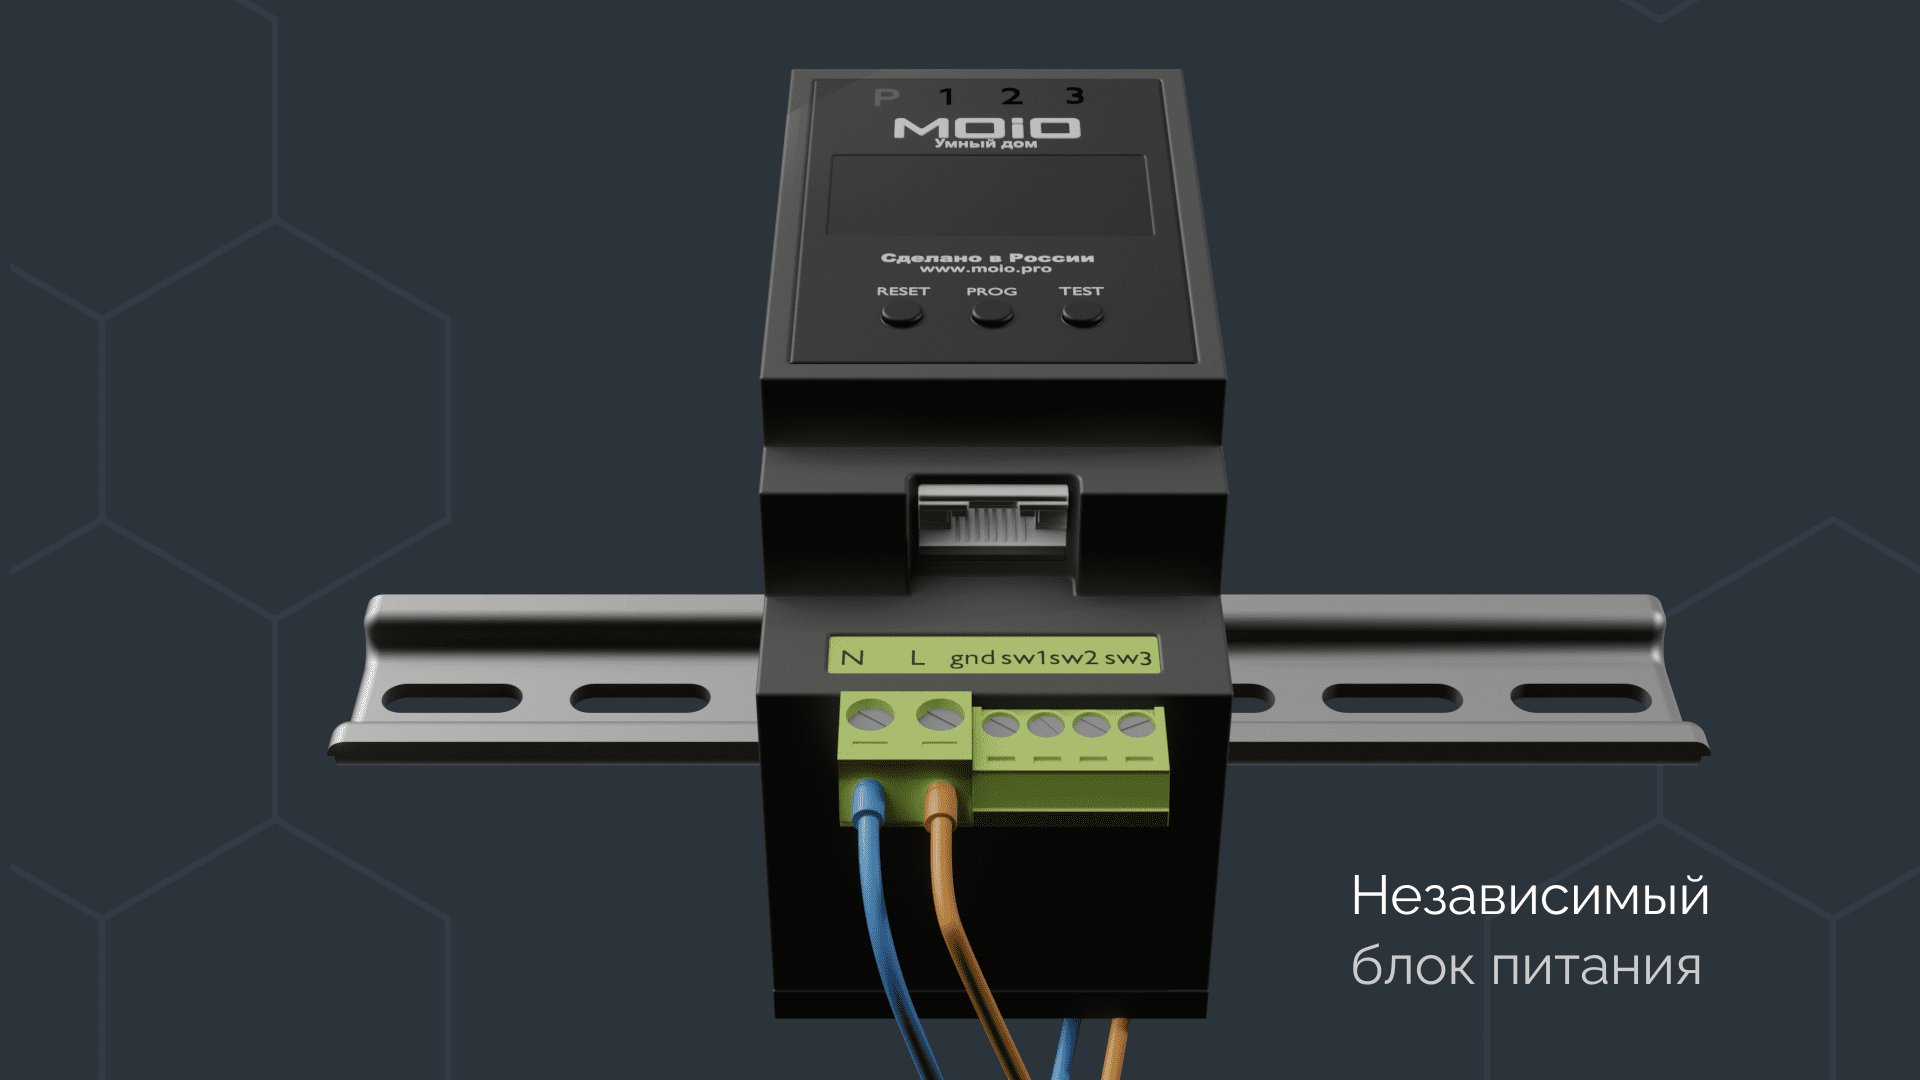 P 1 2 3
MOiO
Умный дом
Сделано в России
www.moio.pro
RESET PROG TEST
N L gnd sw1 sw2 sw3
Независимый
блок питания